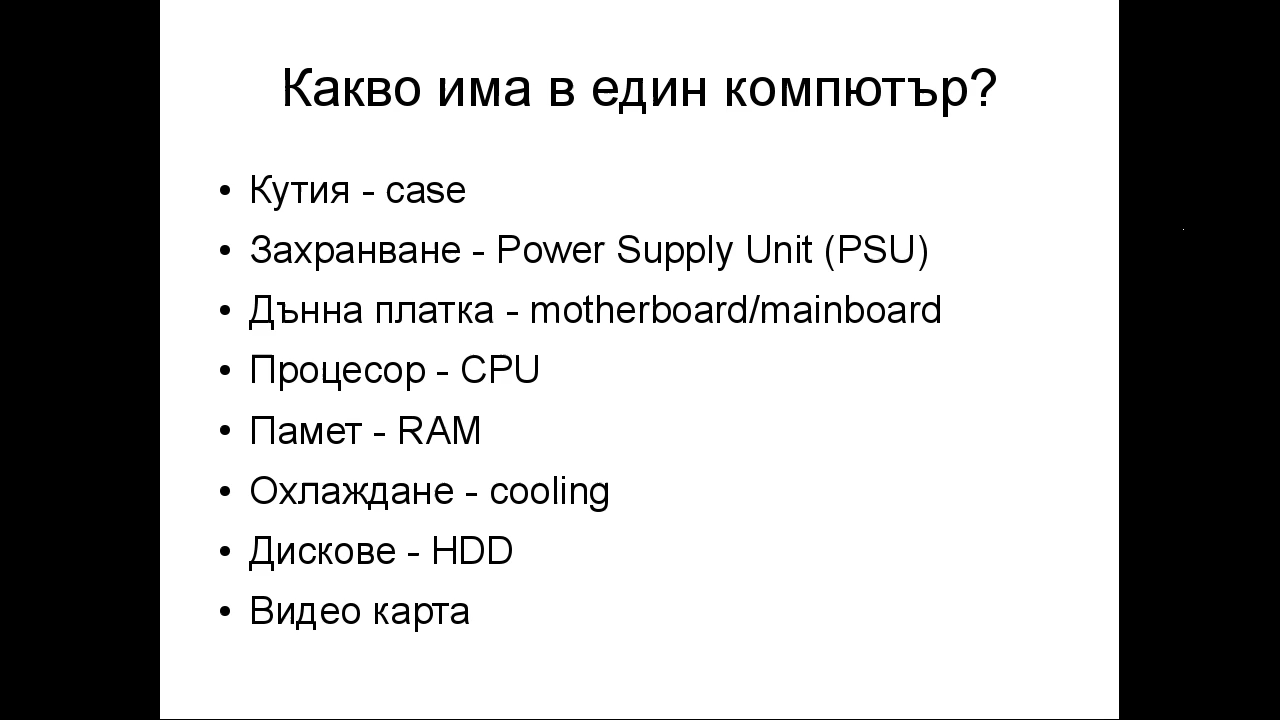 Какво има в един компютър?
Кутия - case
Захранване - Power Supply Unit (PSU)
Дънна платка - motherboard/mainboard
Процесор - CPU
Памет - RAM
Охлаждане - cooling
Дискове - HDD
Видео карта